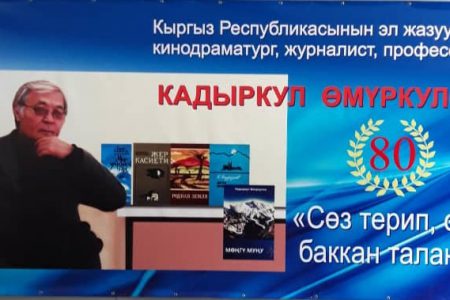 Кыргыз Республикасынын эл жазуу
кинодраматург, журналист, професс
КАДЫРКУЛ ӨМҮРКУЛ
80
«Сөз терип, ө
баккан талан
ЖЕР
КАСИЕТИ
РОДНАЯ ЗЕМЛЯ
МӨҢГҮ МУҢУ